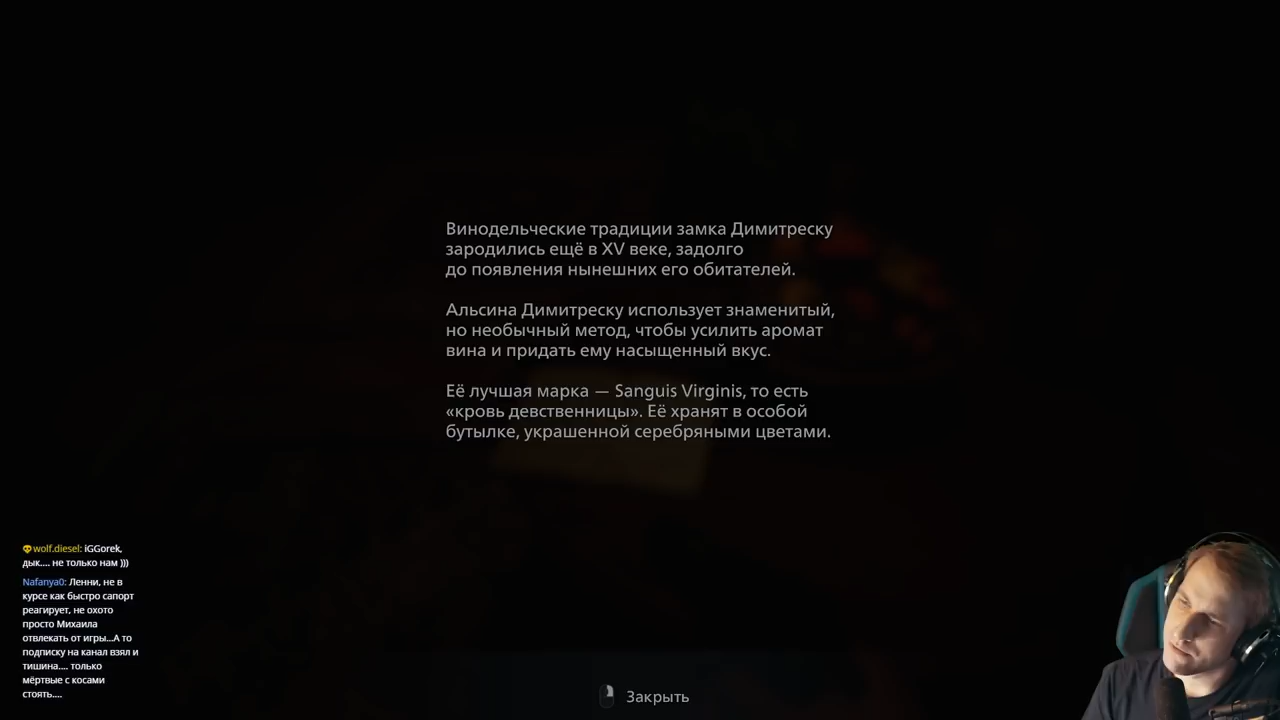 Винодельческие традиции замка Димитреску
зародились ещё в XV веке, задолго
до появления нынешних его обитателей.
Альсина Димитреску использует знаменитый,
но необычный метод, чтобы усилить аромат
вина и придать ему насыщенный вкус.
Её лучшая марка — Sanguis Virginis, то есть
«кровь девственницы». Её хранят в особой
бутылке, украшенной серебряными цветами.
wolf.diesel: iGGorek,
дык.... не только нам )))
Nafanya0: Ленни, не в
курсе как быстро сапорт
реагирует, не охото
просто Михаила
отвлекать от игры...А то
подписку на канал взял и
тишина.... только
мёртвые с косами
стоять....
Закрыть